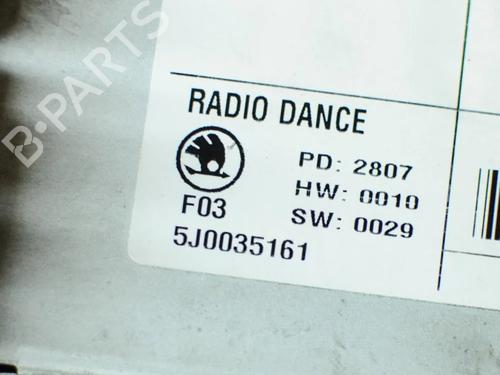 B-PARTS
RADIO DANCE
PD: 2807
HW: 0010
F03 SW: 0029
5J0035161